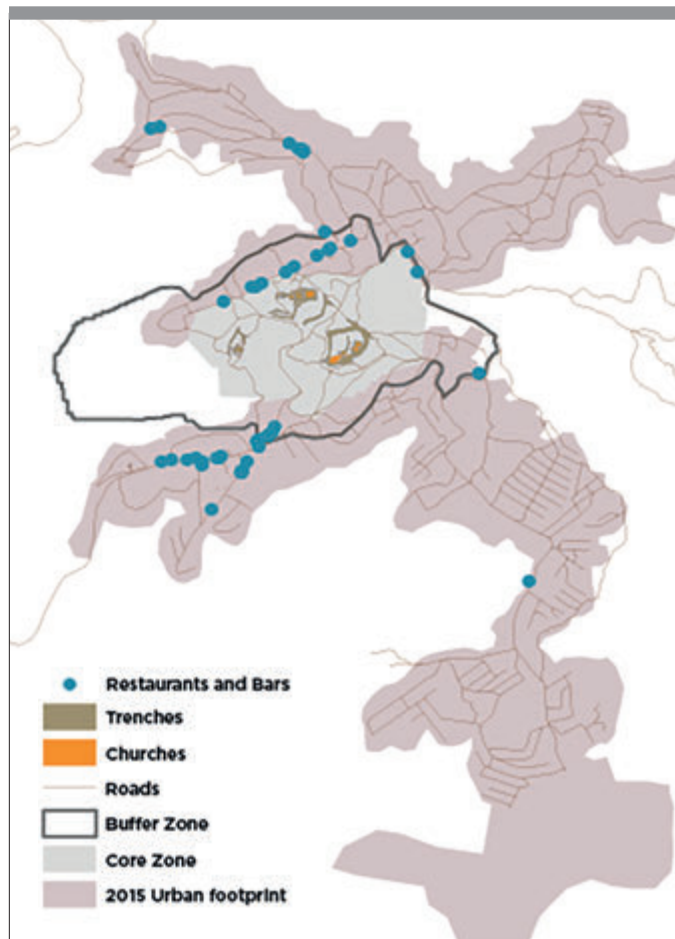 Restaurants and Bars
Trenches
Churches
Roads
Buffer Zone
Core Zone
2015 Urban footprint